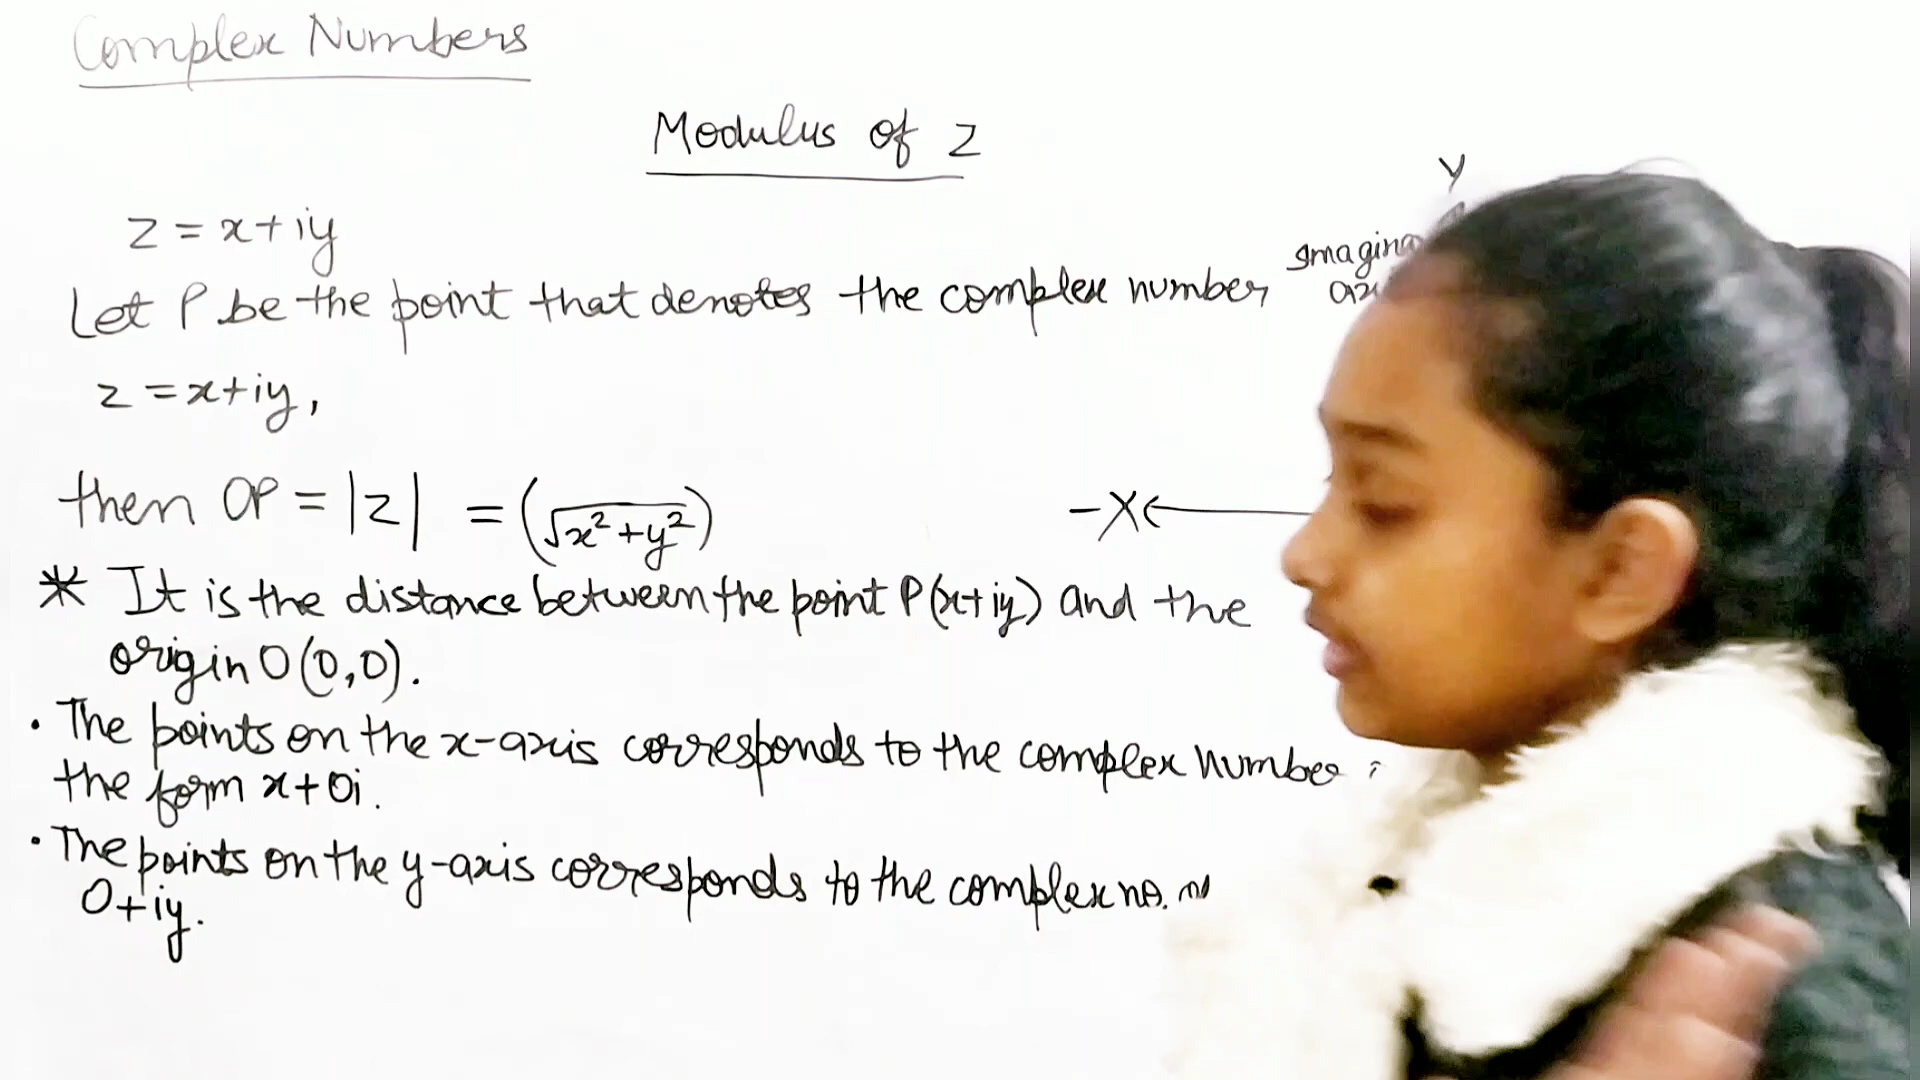 Complex Numbers
Modulus of z
z = x+iy
Let P be the point that denotes the complex number
z = x+iy,
then OP = |z| = (√x²+y²)
* It is the distance between the point P(x+iy) and the
origin O(0,0).
• The points on the x-axis corresponds to the complex number
the form x+0i.
• The points on the y-axis corresponds to the complex no.
0+iy.
Y
-X